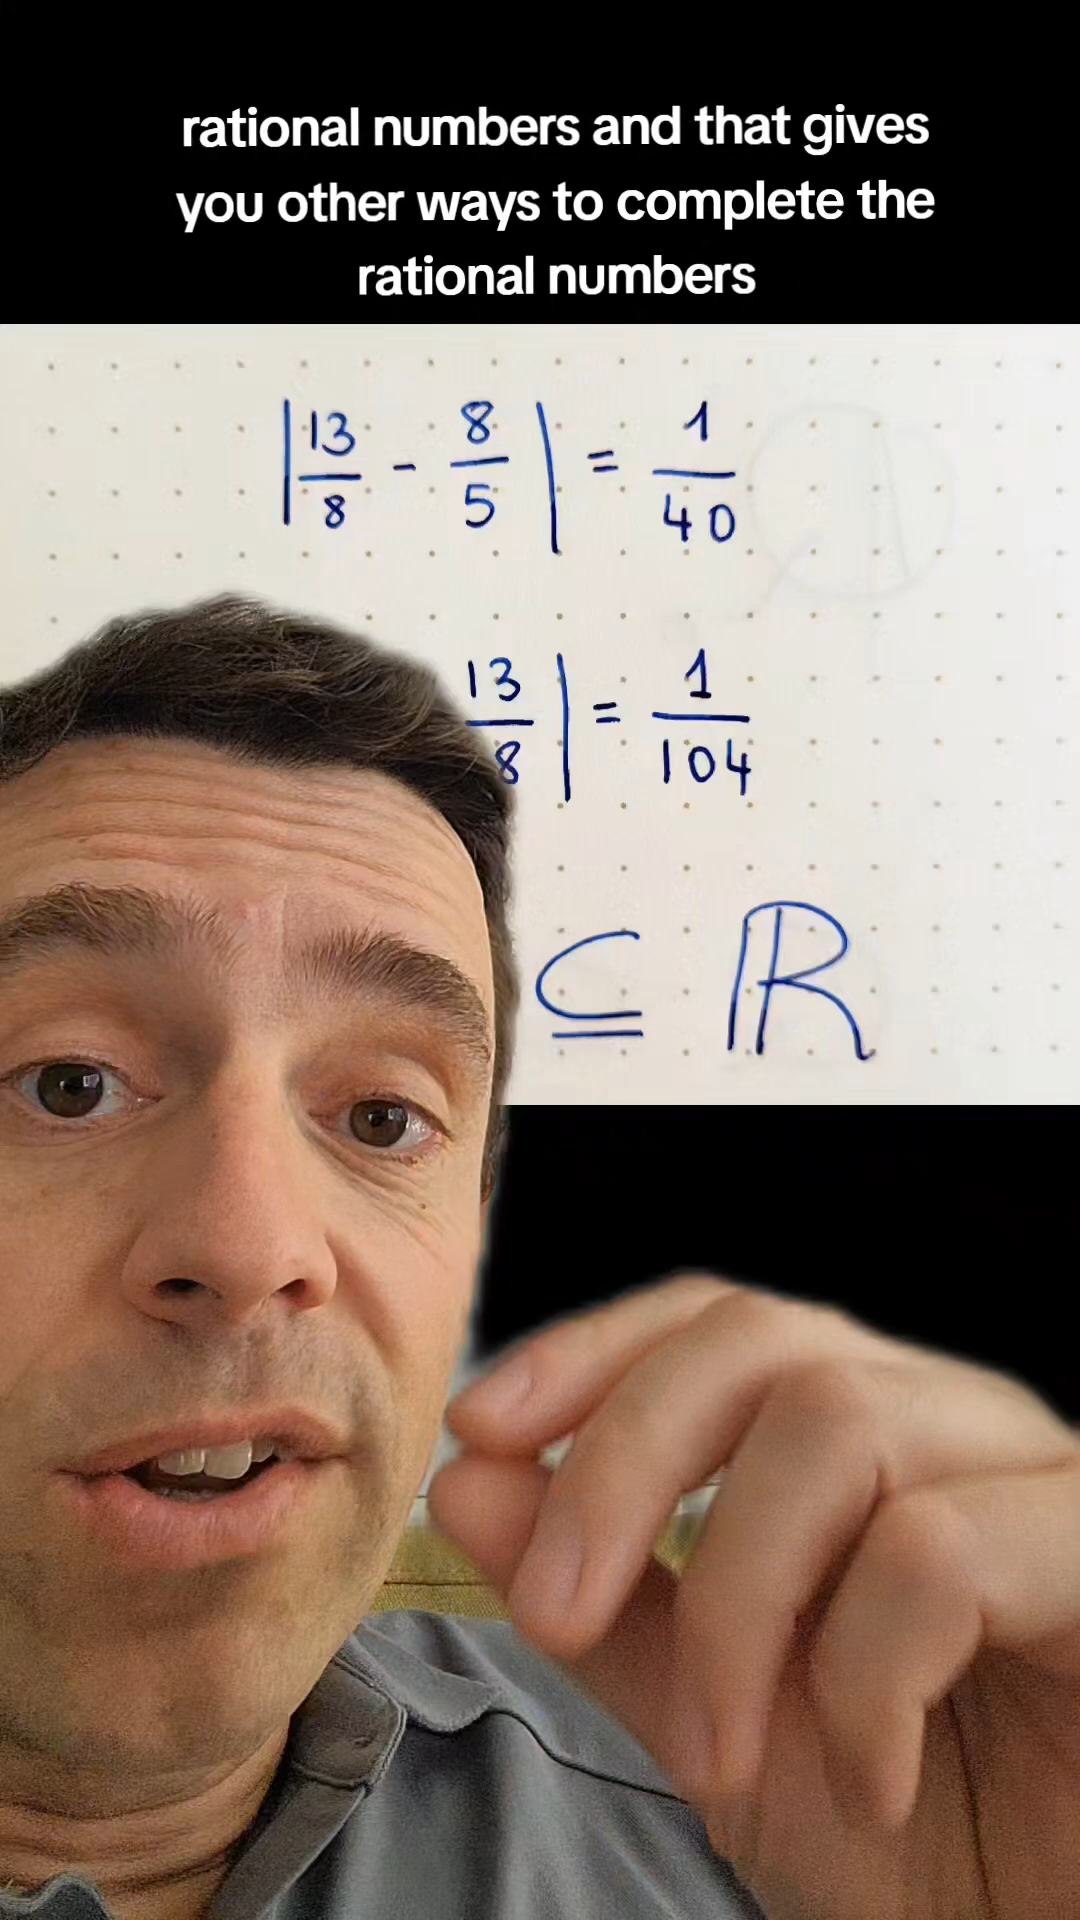 rational numbers and that gives
you other ways to complete the
rational numbers
|13/8 - 8/5| = 1/40
13/8| = 1/104
⊆ ℝ